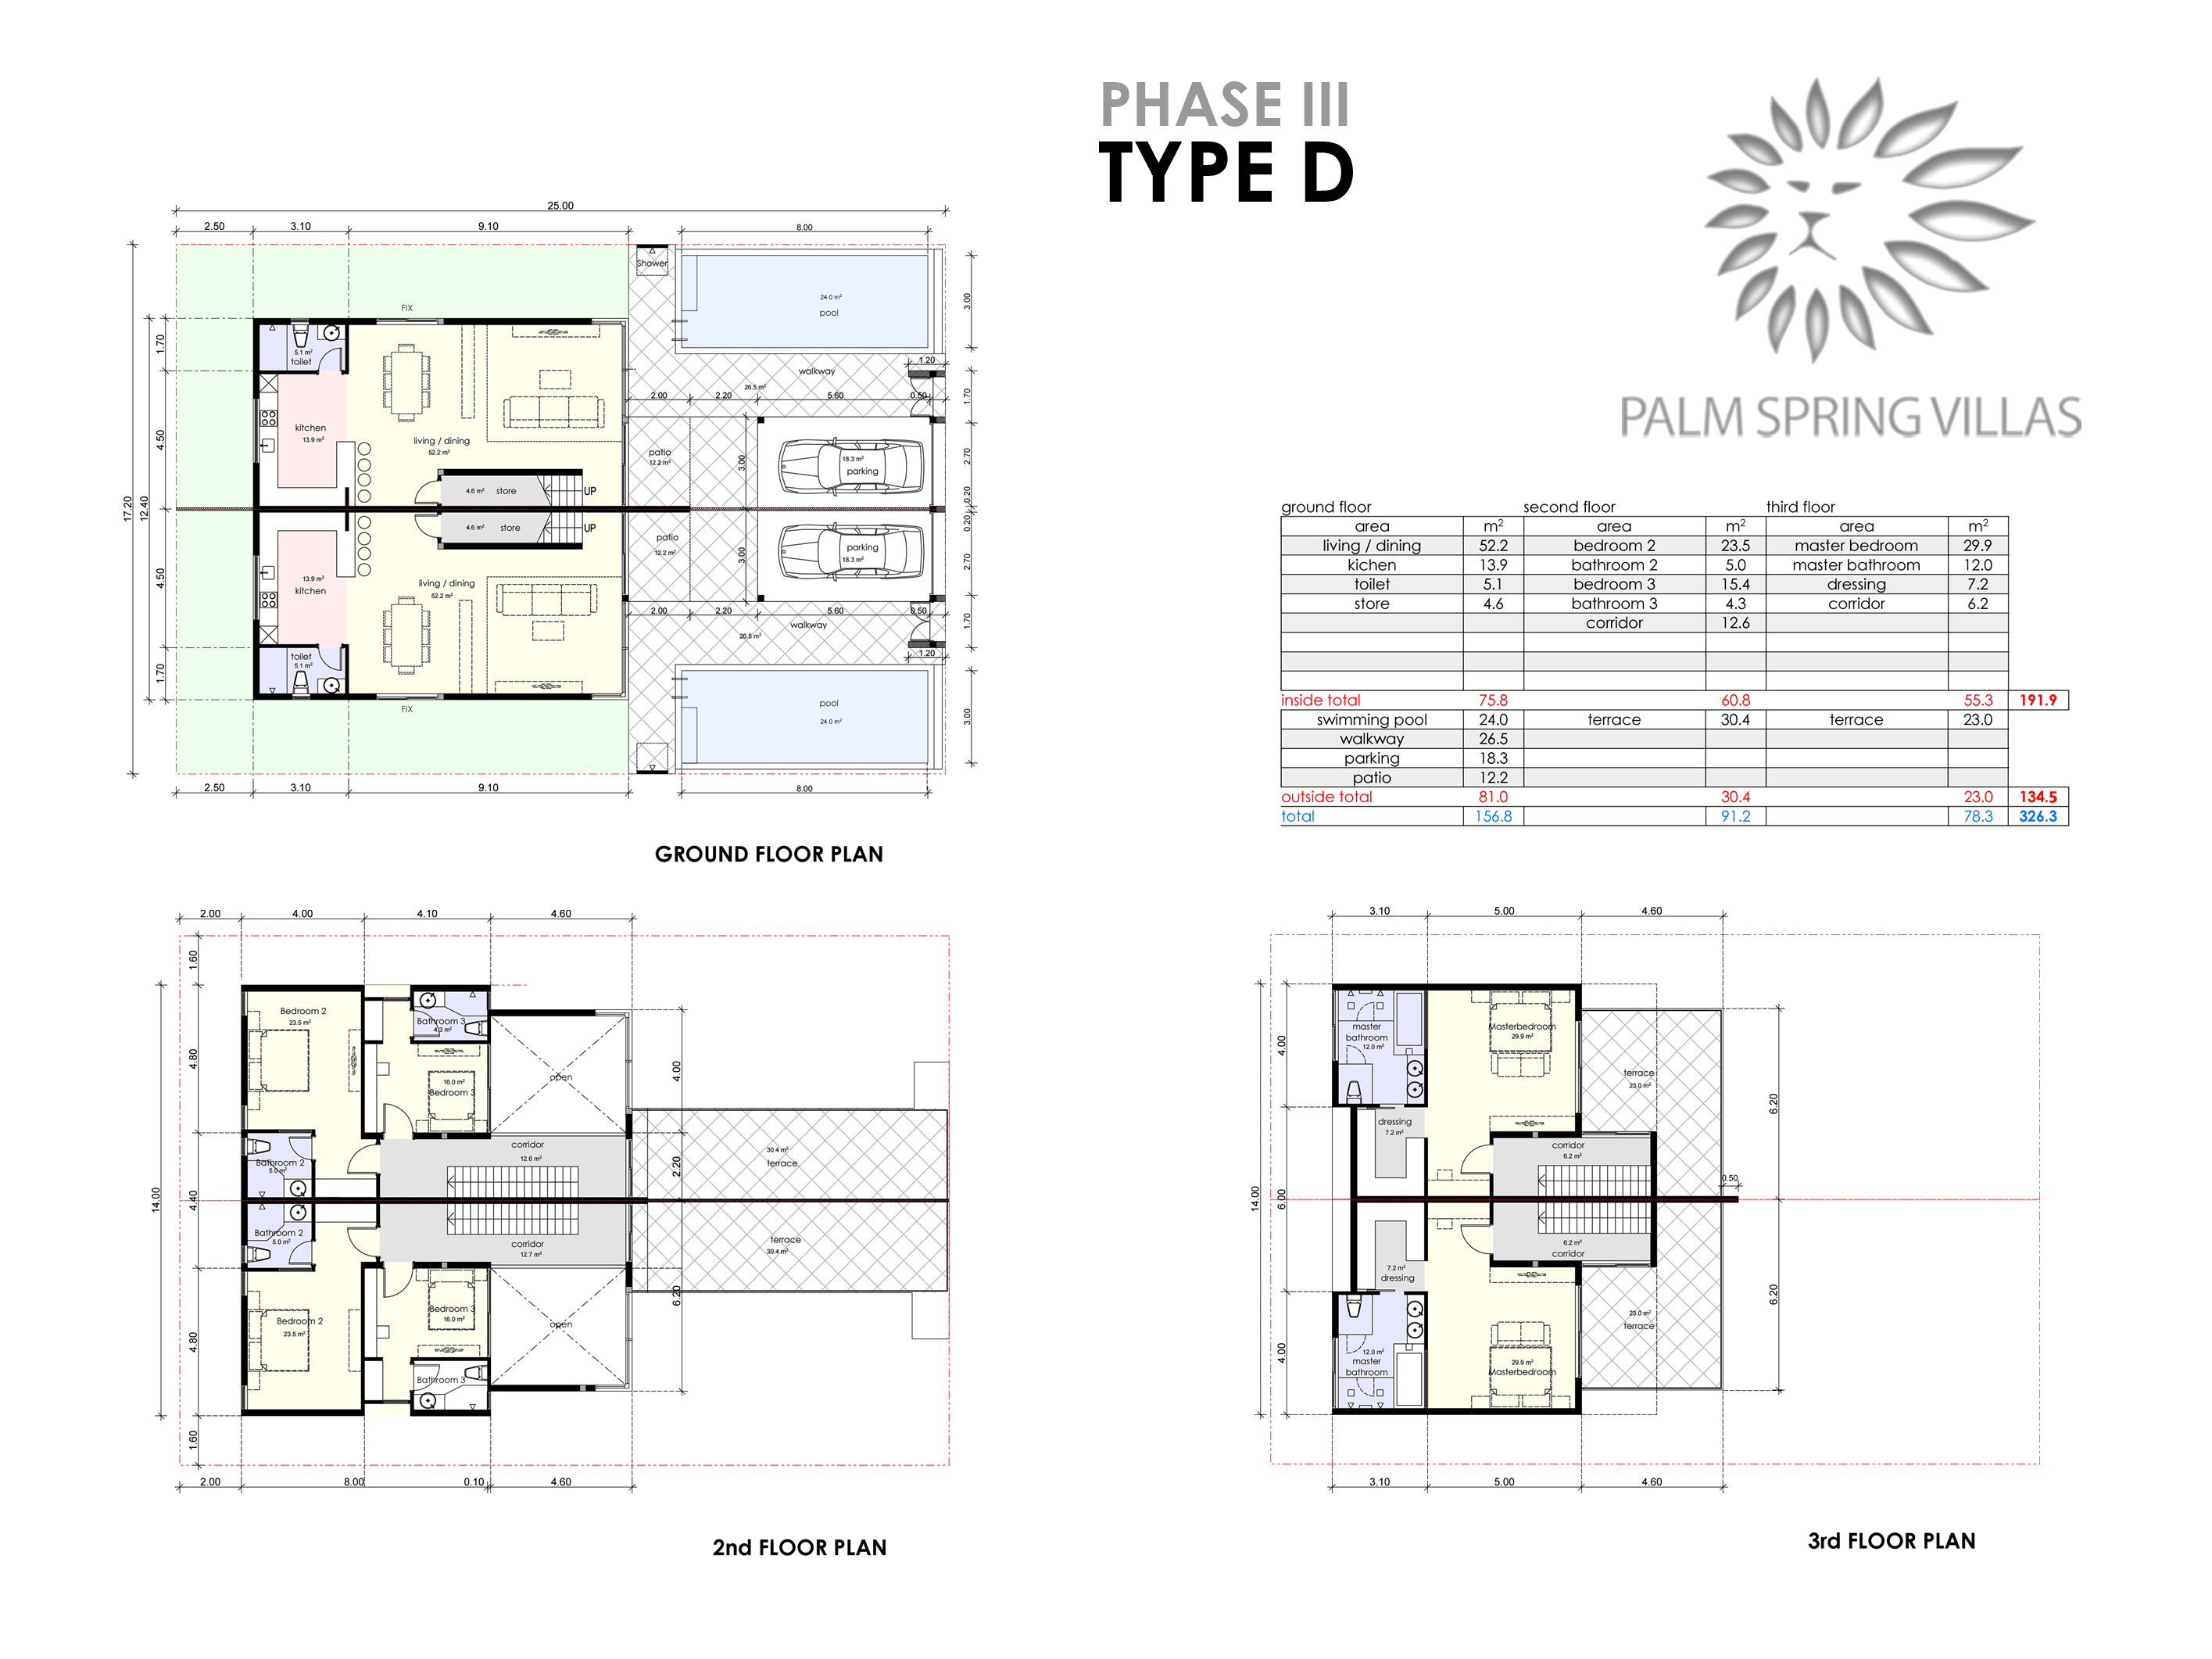 PHASE III
TYPE D
PALM SPRING VILLAS
25.00
2.50 3.10 9.10 8.00
17.20
12.40
1.70
4.50
4.50
1.70
FIX
Shower
24.0 m²
pool
3.00
5.1 m²
toilet
kitchen
13.9 m²
living / dining
52.2 m²
4.6 m² store
UP
walkway
26.5 m²
1.20
2.00 2.20 5.60 0.50
1.70
patio
12.2 m²
3.00
18.3 m²
parking
2.70
0.20
4.6 m² store
UP
0.20
patio
12.2 m²
3.00
parking
18.3 m²
2.70
13.9 m²
kitchen
living / dining
52.2 m²
2.00 2.20 5.60 0.50
walkway
26.5 m²
1.70
1.20
toilet
5.1 m²
FIX
pool
24.0 m²
3.00
2.50 3.10 9.10 8.00
GROUND FLOOR PLAN
ground floor second floor third floor
area m² area m² area m²
living / dining 52.2 bedroom 2 23.5 master bedroom 29.9
kichen 13.9 bathroom 2 5.0 master bathroom 12.0
toilet 5.1 bedroom 3 15.4 dressing 7.2
store 4.6 bathroom 3 4.3 corridor 6.2
corridor 12.6
inside total 75.8 60.8 55.3 191.9
swimming pool 24.0 terrace 30.4 terrace 23.0
walkway 26.5
parking 18.3
patio 12.2
outside total 81.0 30.4 23.0 134.5
total 156.8 91.2 78.3 326.3
2.00 4.00 4.10 4.60
1.60
4.80
4.40
4.80
1.60
14.00
Bedroom 2
23.5 m²
Bathroom 3
4.3 m²
16.0 m²
Bedroom 3
open
4.00
corridor
12.6 m²
2.20
30.4 m²
terrace
Bathroom 2
5.0 m²
Bathroom 2
5.0 m²
corridor
12.7 m²
terrace
30.4 m²
6.20
Bedroom 3
16.0 m²
Bedroom 2
23.5 m²
open
Bathroom 3
2.00 8.00 0.10 4.60
2nd FLOOR PLAN
3.10 5.00 4.60
4.00
6.00
4.00
14.00
master
bathroom
12.0 m²
Masterbedroom
29.9 m²
terrace
23.0 m²
6.20
dressing
7.2 m²
corridor
6.2 m²
0.50
6.2 m²
corridor
7.2 m²
dressing
6.20
23.0 m²
terrace
12.0 m²
master
bathroom
29.9 m²
Masterbedroom
3.10 5.00 4.60
3rd FLOOR PLAN